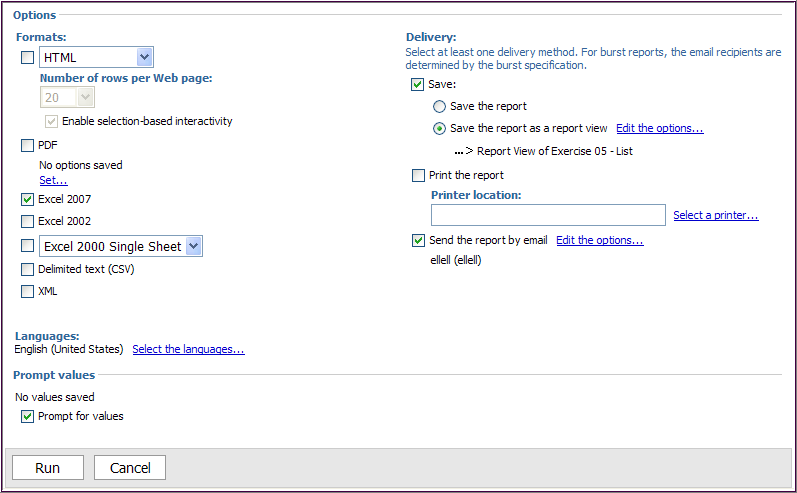 Options
Formats:
HTML
Number of rows per Web page:
20
Enable selection-based interactivity
PDF
No options saved
Set...
Excel 2007
Excel 2002
Excel 2000 Single Sheet
Delimited text (CSV)
XML
Languages:
English (United States) Select the languages...
Delivery:
Select at least one delivery method. For burst reports, the email recipients are
determined by the burst specification.
Save:
Save the report
Save the report as a report view Edit the options...
...> Report View of Exercise 05 - List
Print the report
Printer location:
Select a printer...
Send the report by email Edit the options...
ellell (ellell)
Prompt values
No values saved
Prompt for values
Run Cancel